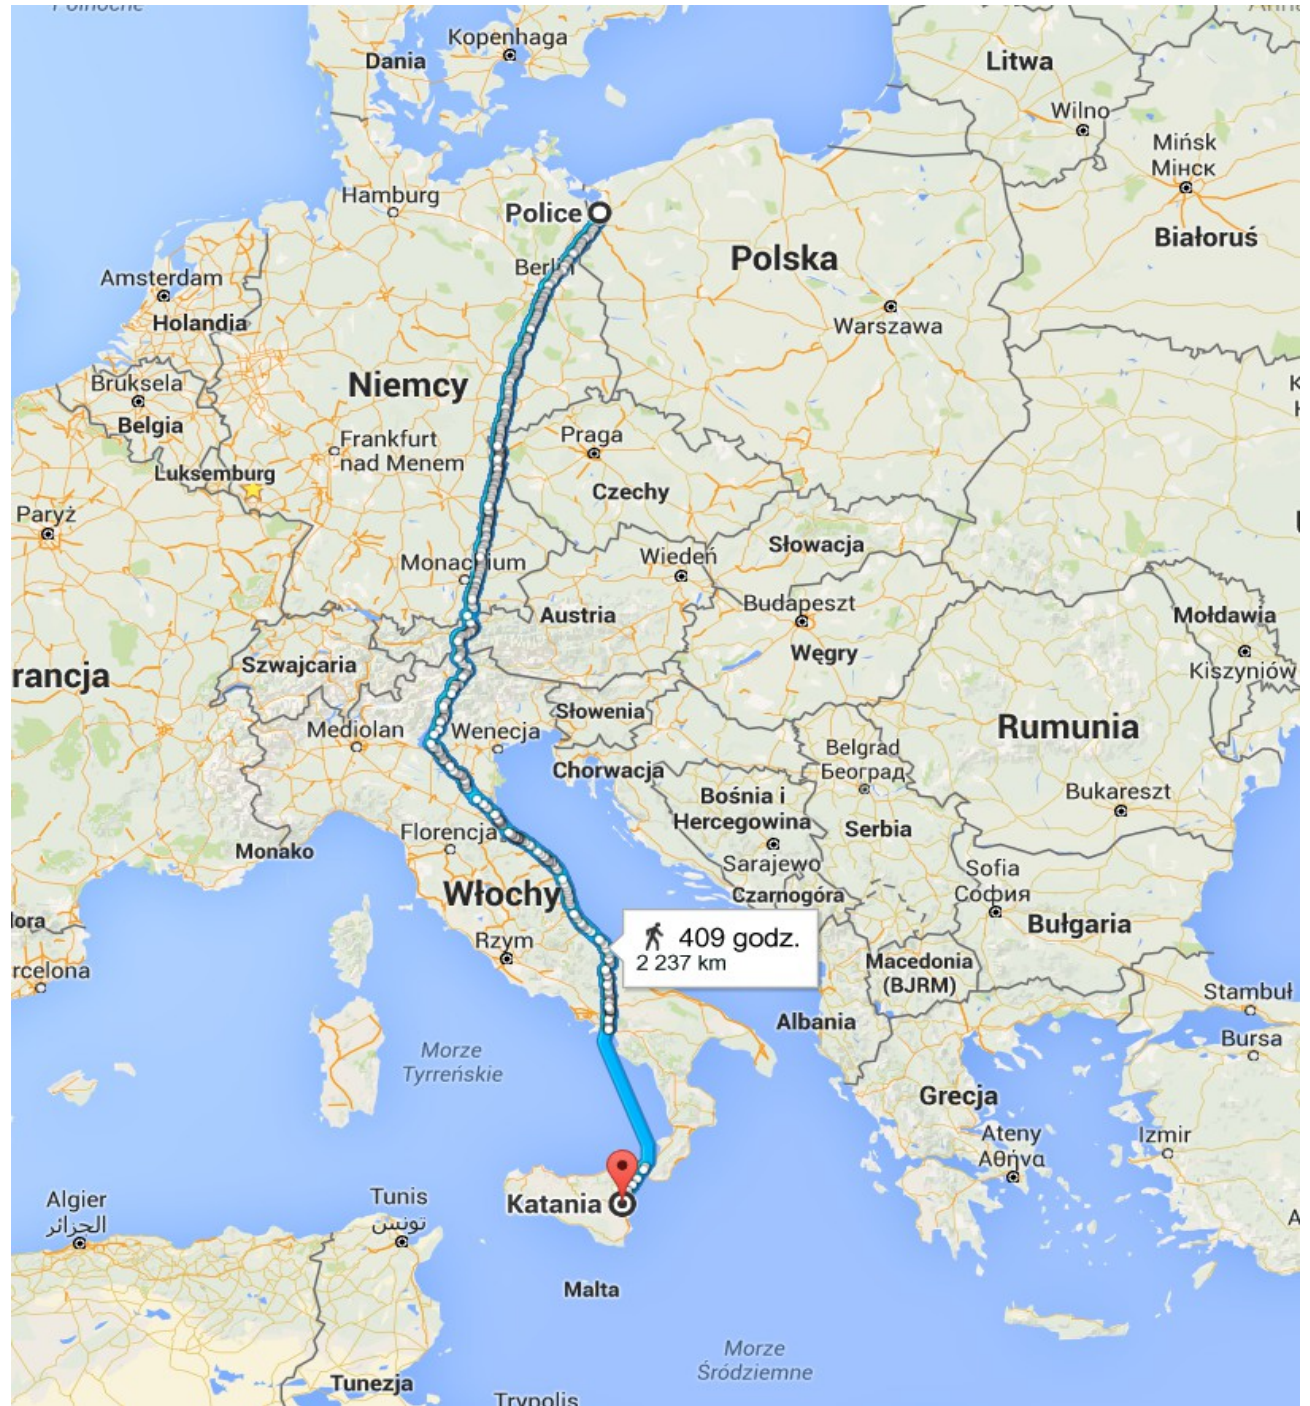 Północne
Kopenhaga
Dania
Litwa
Wilno
Mińsk
Мінск
Hamburg
Police
Białoruś
Polska
Berlin
Amsterdam
Holandia
Warszawa
Niemcy
Bruksela
Belgia
Frankfurt
nad Menem
Praga
Luksemburg
Czechy
Paryż
Słowacja
Monachium
Wiedeń
Budapeszt
Austria
Mołdawia
Węgry
Szwajcaria
Kiszyniów
rancja
Słowenia
Rumunia
Mediolan
Wenecja
Belgrad
Београд
Chorwacja
Bośnia i
Hercegowina
Bukareszt
Serbia
Florencja
Monako
Sarajewo
Sofia
София
Włochy
Czarnogóra
Bułgaria
409 godz.
2 237 km
Rzym
rcelona
Macedonia
(BJRM)
Stambuł
Albania
Bursa
Morze
Tyrreńskie
Grecja
Ateny
Αθήνα
Izmir
Algier
الجزائر
Tunis
تونس
Katania
Malta
Morze
Śródziemne
Tunezja
Trypolis